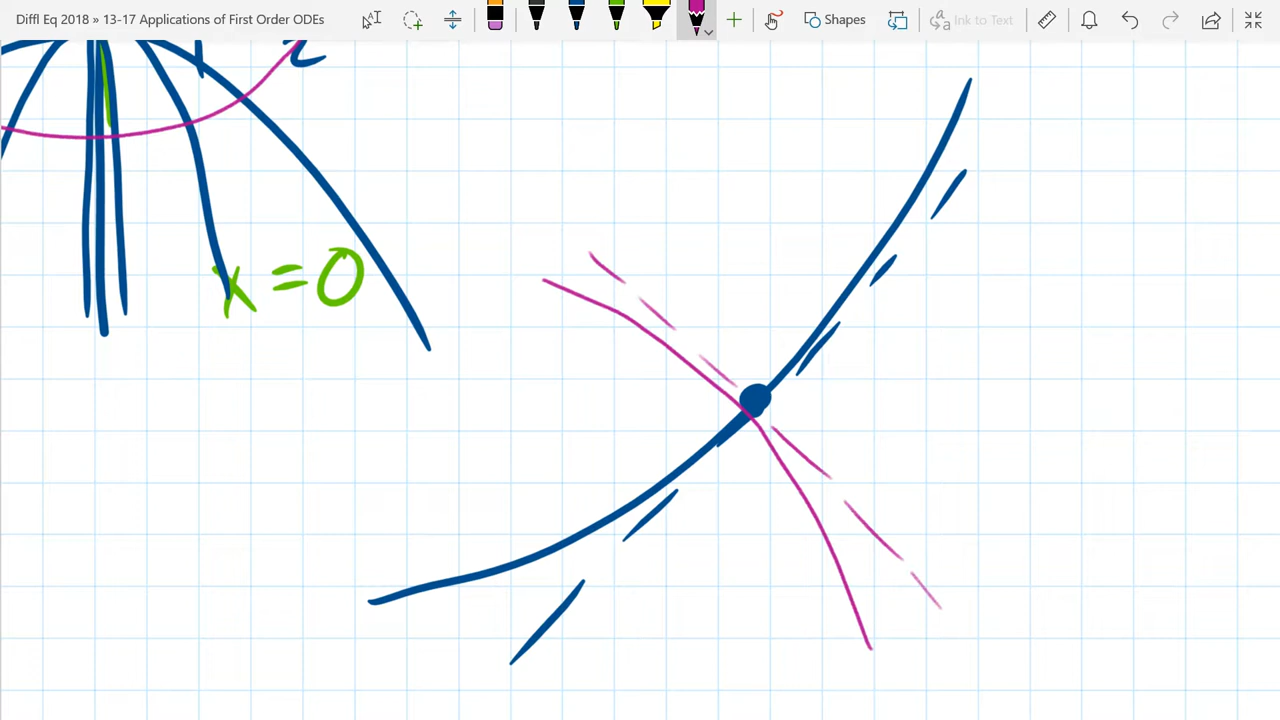 Diffl Eq 2018 » 13-17 Applications of First Order ODEs
Shapes
Ink to Text
x = 0